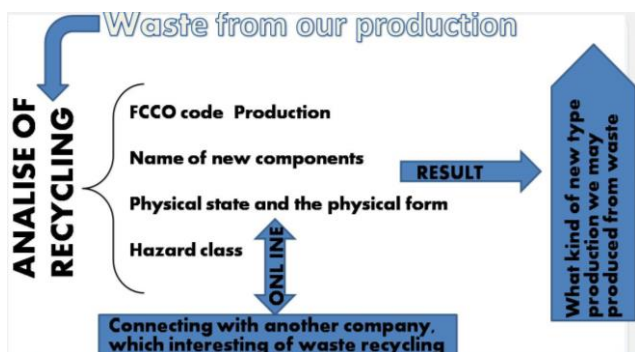 Waste from our production
ANALISE OF
RECYCLING
FCCO code Production
Name of new components
Physical state and the physical form
Hazard class
RESULT
ONLINE
What kind of new type
production we may
produced from waste
Connecting with another company,
which interesting of waste recycling